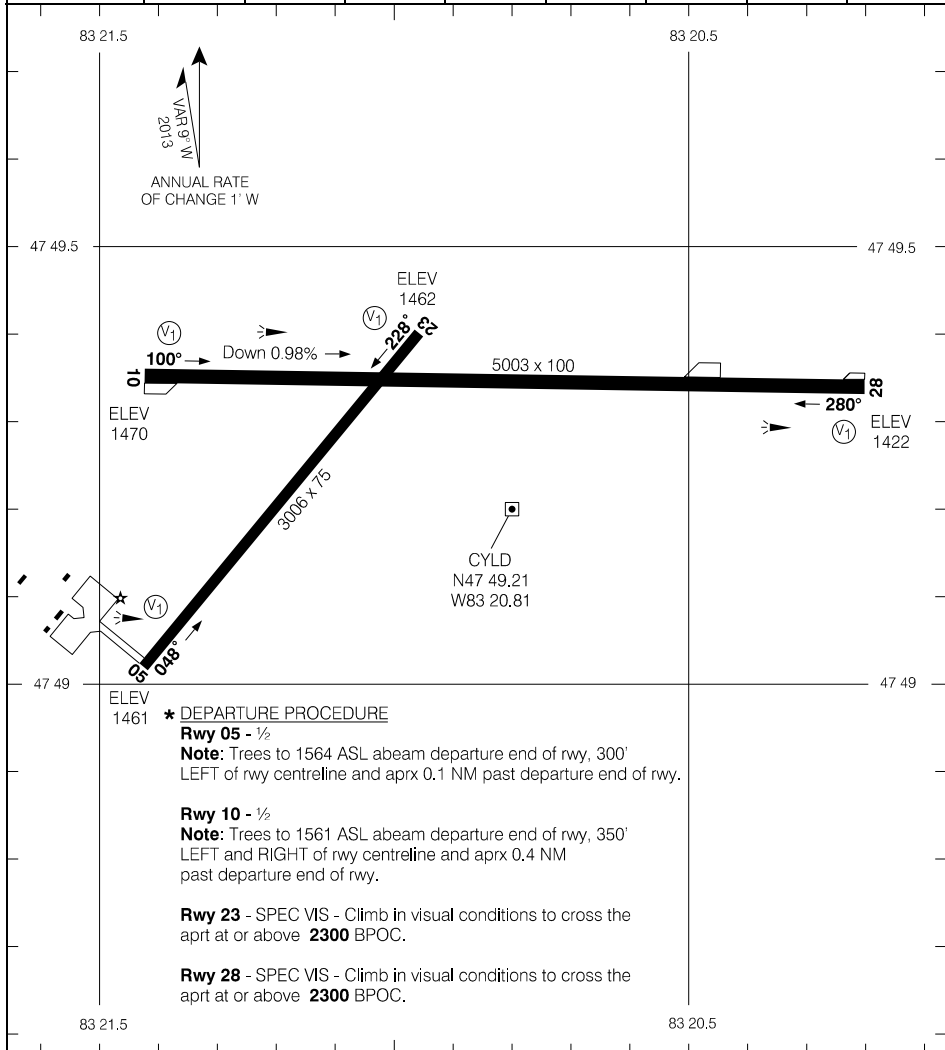 83 21.5
83 20.5
VAR 9° W
2013
ANNUAL RATE
OF CHANGE 1' W
47 49.5
47 49.5
ELEV
1462
V1
V1
23
228°
Down 0.98%
100°
5003 x 100
10
28
280°
ELEV
1470
V1
ELEV
1422
3006 x 75
CYLD
N47 49.21
W83 20.81
V1
048°
05
47 49
47 49
ELEV
1461
* DEPARTURE PROCEDURE
Rwy 05 - ½
Note: Trees to 1564 ASL abeam departure end of rwy, 300'
LEFT of rwy centreline and aprx 0.1 NM past departure end of rwy.
Rwy 10 - ½
Note: Trees to 1561 ASL abeam departure end of rwy, 350'
LEFT and RIGHT of rwy centreline and aprx 0.4 NM
past departure end of rwy.
Rwy 23 - SPEC VIS - Climb in visual conditions to cross the
aprt at or above 2300 BPOC.
Rwy 28 - SPEC VIS - Climb in visual conditions to cross the
aprt at or above 2300 BPOC.
83 21.5
83 20.5